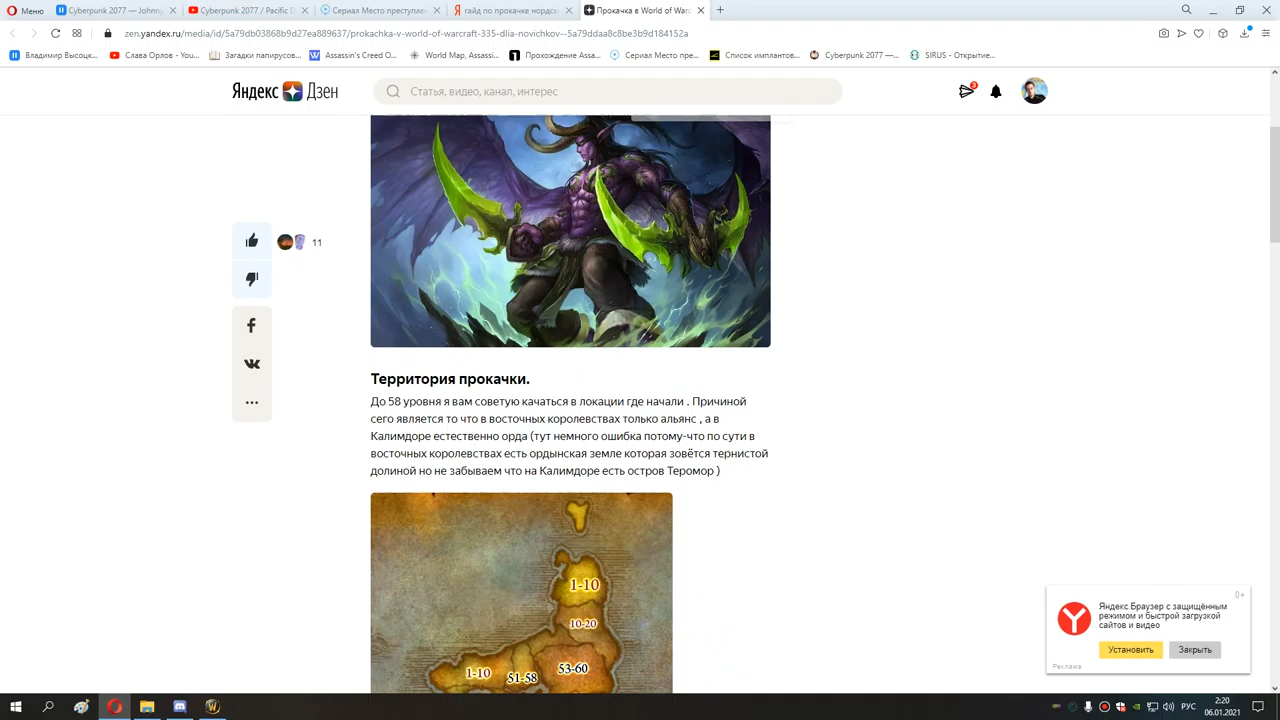 Меню
Cyberpunk 2077 — Johnny
Cyberpunk 2077 / Pacific D
Сериал Место преступлен
гайд по прокачке нордск
Прокачка в World of Warc
zen.yandex.ru/media/id/5a79db03868b9d27ea889637/prokachka-v-world-of-warcraft-335-dlia-novichkov--5a79ddaa8c8be3b9d184152a
Владимир Высоцк...
Слава Орлов - You...
Загадки папирусов...
Assassin's Creed O...
World Map, Assassi...
Прохождение Assa...
Сериал Место пре...
Список имплантов...
Cyberpunk 2077 —...
SIRUS - Открытие...
Яндекс Дзен
Статья, видео, канал, интерес
3
11
Территория прокачки.
До 58 уровня я вам советую качаться в локации где начали . Причиной
сего является то что в восточных королевствах только альянс , а в
Калимдоре естественно орда (тут немного ошибка потому-что по сути в
восточных королевствах есть ордынская земле которая зовётся тернистой
долиной но не забываем что на Калимдоре есть остров Теромор )
1-10
10-20
1-10
51-58
53-60
0+
Яндекс.Браузер с защищённым
режимом и быстрой загрузкой
сайтов и видео
Установить
Закрыть
Реклама
РУС
2:20
06.01.2021